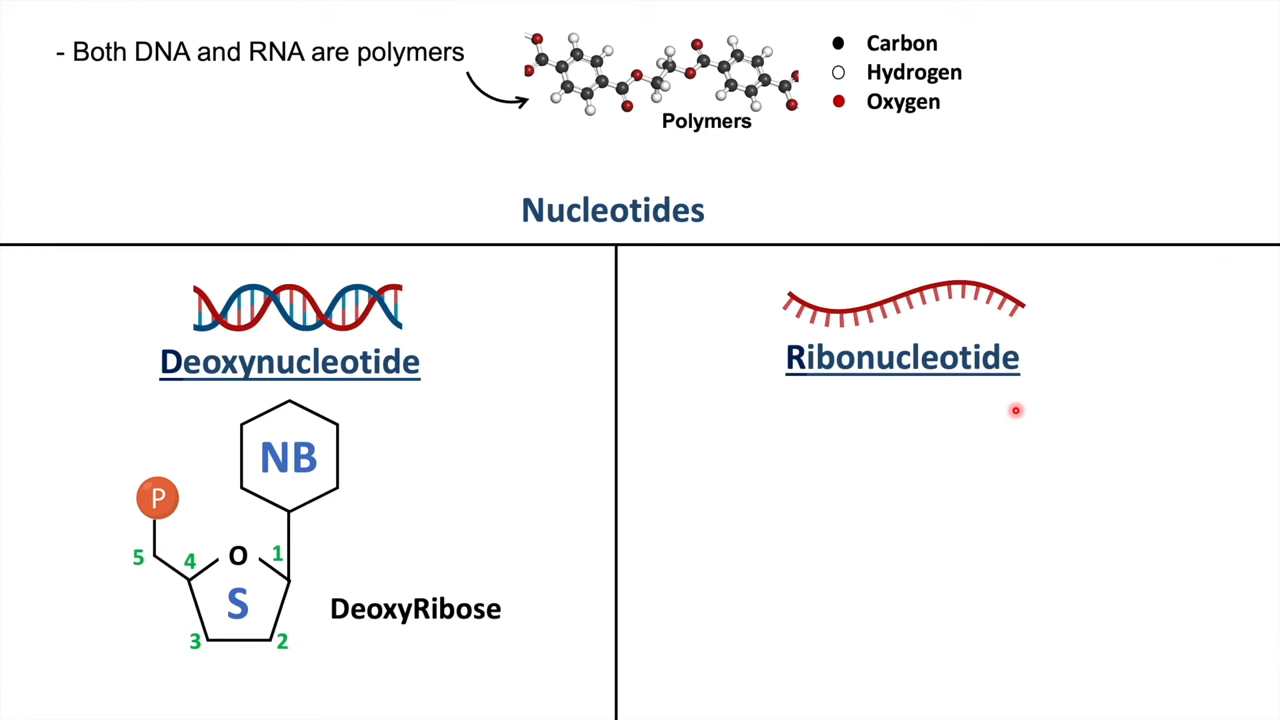 - Both DNA and RNA are polymers
Polymers
Carbon
Hydrogen
Oxygen
Nucleotides
Deoxynucleotide
NB
P
5
4
O
1
S
3
2
DeoxyRibose
Ribonucleotide